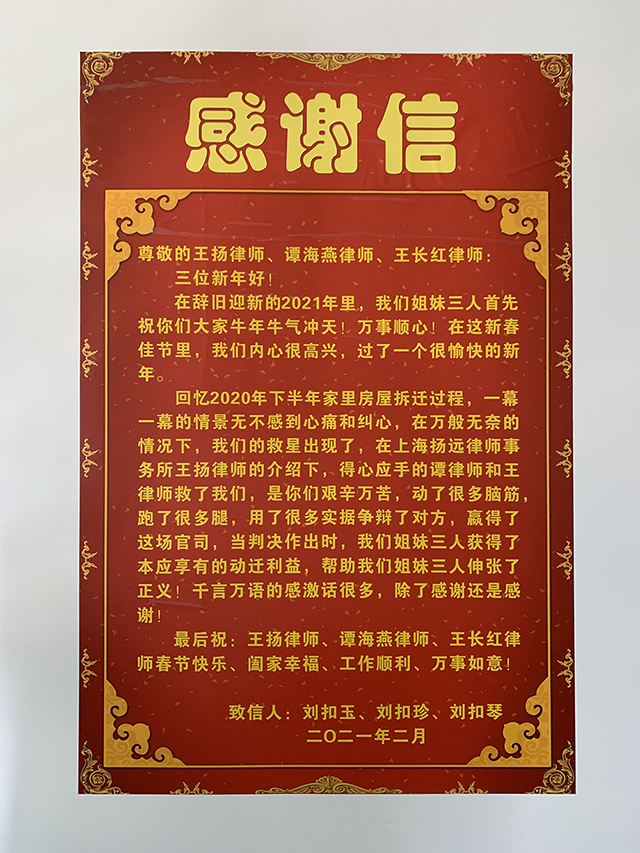 感谢信
尊敬的王扬律师、谭海燕律师、王长红律师：
三位新年好！
在辞旧迎新的2021年里，我们姐妹三人首先
祝你们大家牛年牛气冲天！万事顺心！在这新春
佳节里，我们内心很高兴，过了一个很愉快的新
年。
回忆2020年下半年家里房屋拆迁过程，一幕
一幕的情景无不感到心痛和纠心，在万般无奈的
情况下，我们的救星出现了，在上海扬远律师事
务所王扬律师的介绍下，得心应手的谭律师和王
律师救了我们，是你们艰辛万苦，动了很多脑筋，
跑了很多腿，用了很多实据争辩了对方，赢得了
这场官司，当判决作出时，我们姐妹三人获得了
本应享有的动迁利益，帮助我们姐妹三人伸张了
正义！千言万语的感激话很多，除了感谢还是感
谢！
最后祝：王扬律师、谭海燕律师、王长红律
师春节快乐、阖家幸福、工作顺利、万事如意！
致信人：刘扣玉、刘扣珍、刘扣琴
二〇二一年二月